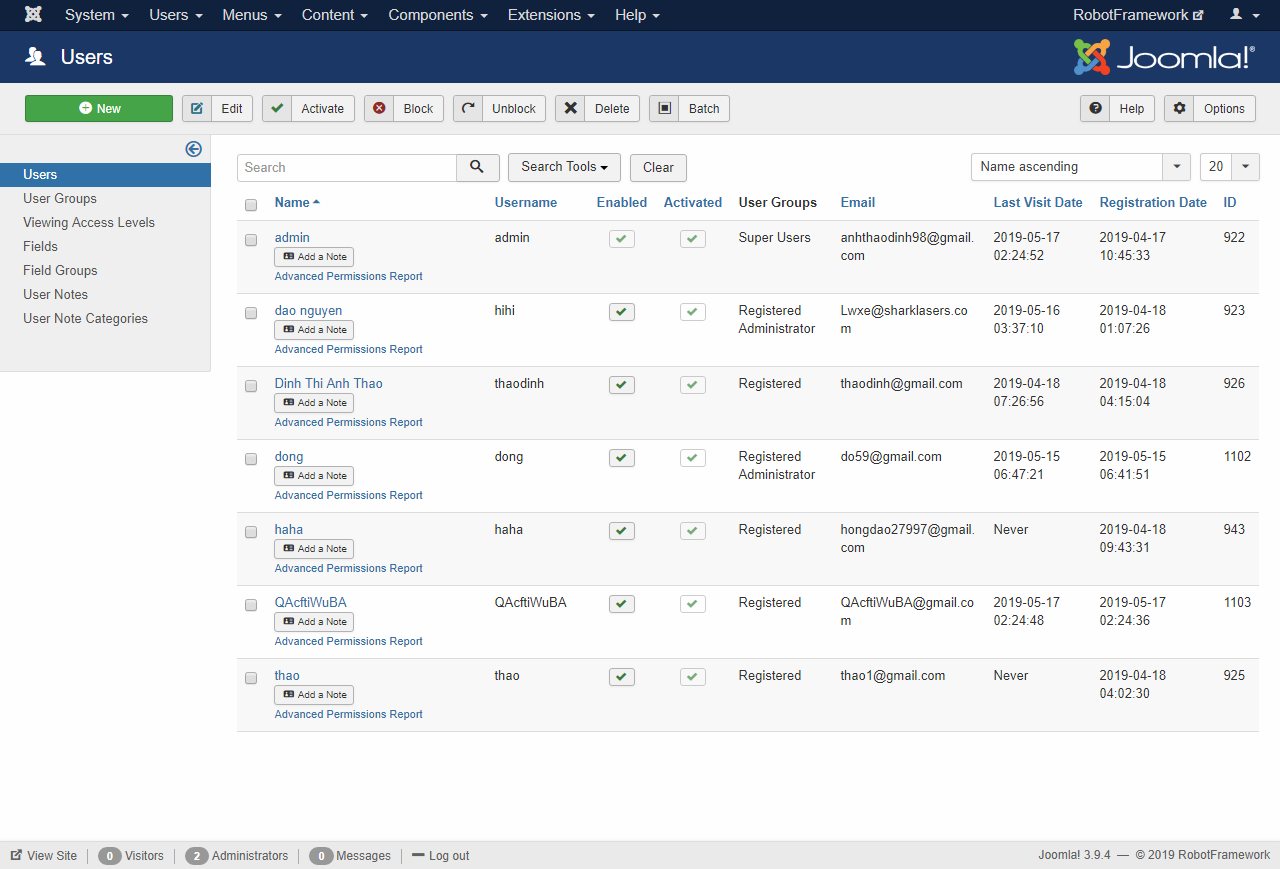 System Users Menus Content Components Extensions Help RobotFramework
Users Joomla!®
New Edit Activate Block Unblock Delete Batch Help Options
Users
User Groups
Viewing Access Levels
Fields
Field Groups
User Notes
User Note Categories
Search Search Tools Clear Name ascending 20
Name Username Enabled Activated User Groups Email Last Visit Date Registration Date ID
admin admin Super Users anhthaodinh98@gmail. 2019-05-17 2019-04-17 922
Add a Note com 02:24:52 10:45:33
Advanced Permissions Report
dao nguyen hihi Registered Lwxe@sharklasers.co 2019-05-16 2019-04-18 923
Add a Note Administrator m 03:37:10 01:07:26
Advanced Permissions Report
Dinh Thi Anh Thao thaodinh Registered thaodinh@gmail.com 2019-04-18 2019-04-18 926
Add a Note 07:26:56 04:15:04
Advanced Permissions Report
dong dong Registered do59@gmail.com 2019-05-15 2019-05-15 1102
Add a Note Administrator 06:47:21 06:41:51
Advanced Permissions Report
haha haha Registered hongdao27997@gmail. Never 2019-04-18 943
Add a Note com 09:43:31
Advanced Permissions Report
QAcftiWuBA QAcftiWuBA Registered QAcftiWuBA@gmail.co 2019-05-17 2019-05-17 1103
Add a Note m 02:24:48 02:24:36
Advanced Permissions Report
thao thao Registered thao1@gmail.com Never 2019-04-18 925
Add a Note 04:02:30
Advanced Permissions Report
View Site 0 Visitors 2 Administrators 0 Messages Log out Joomla! 3.9.4 — © 2019 RobotFramework